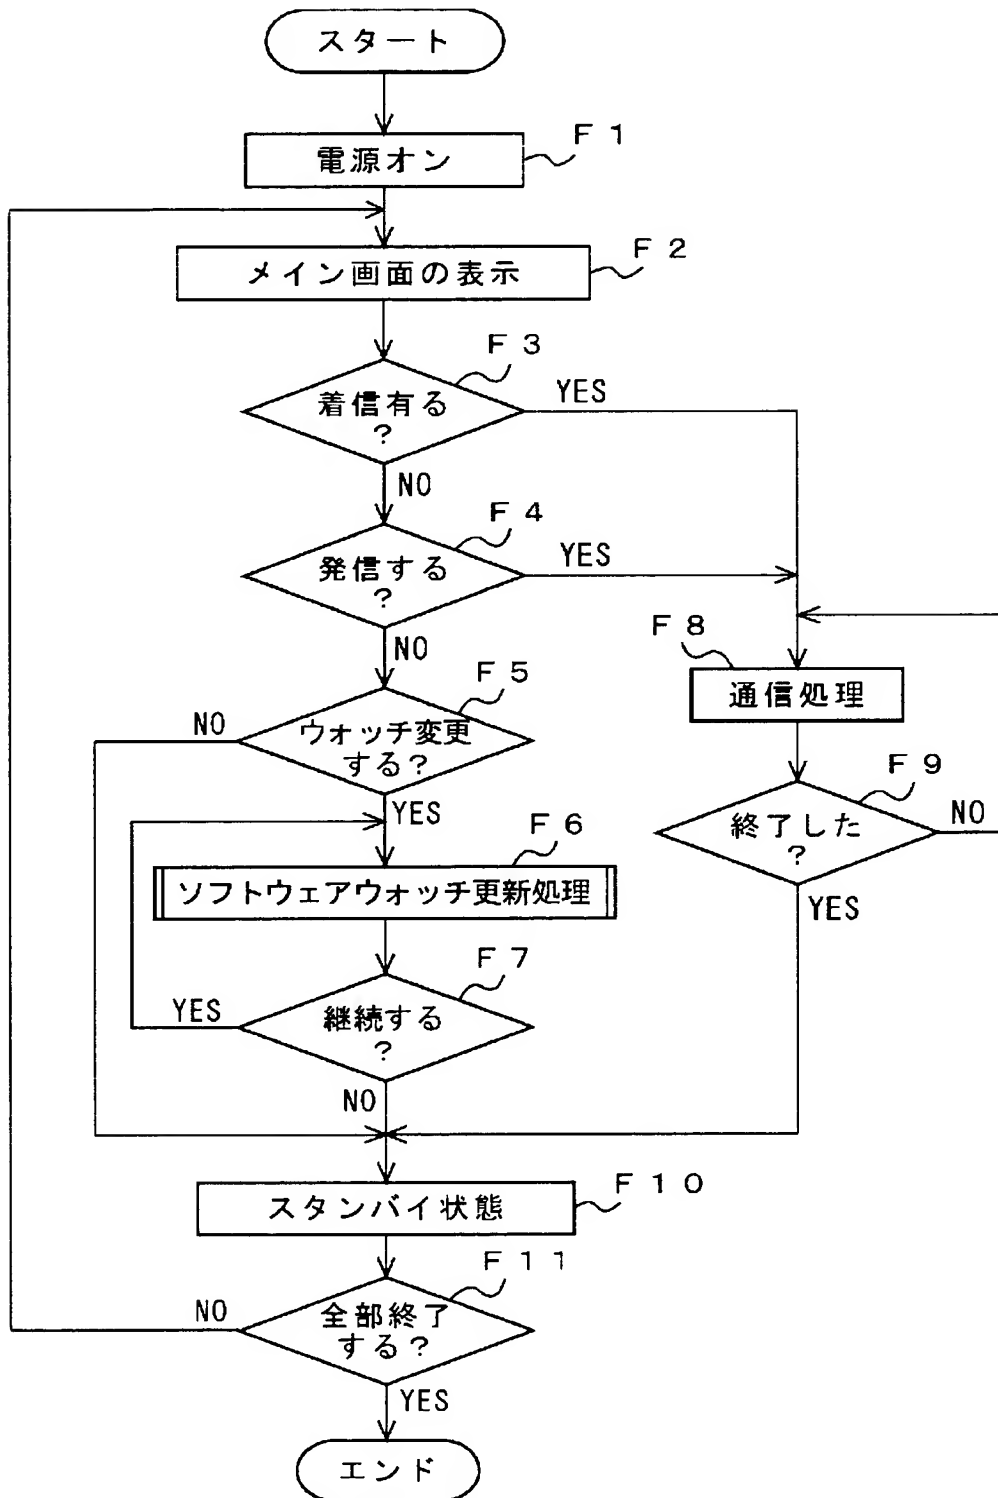 スタート
F1
電源オン
F2
メイン画面の表示
F3
着信有る
?
YES
NO
F4
発信する
?
YES
NO
F5
ウォッチ変更
する?
NO
YES
F6
ソフトウェアウォッチ更新処理
F7
継続する
?
YES
NO
F8
通信処理
F9
終了した
?
NO
YES
F10
スタンバイ状態
F11
全部終了
する?
NO
YES
エンド